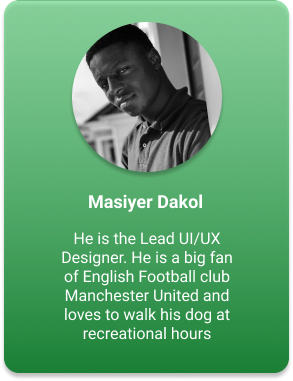 Masiyer Dakol
He is the Lead UI/UX
Designer. He is a big fan
of English Football club
Manchester United and
loves to walk his dog at
recreational hours